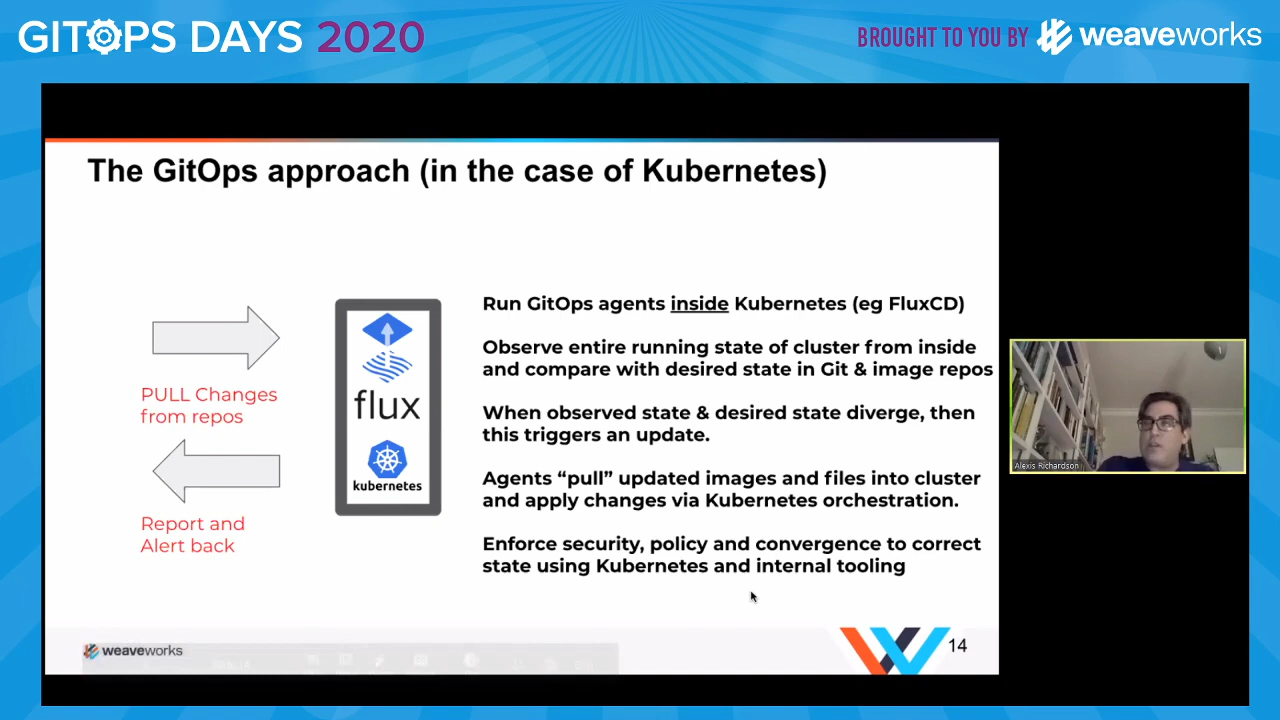 GITOPS DAYS 2020
BROUGHT TO YOU BY weaveworks
The GitOps approach (in the case of Kubernetes)
PULL Changes
from repos
Report and
Alert back
flux
kubernetes
Run GitOps agents inside Kubernetes (eg FluxCD)
Observe entire running state of cluster from inside
and compare with desired state in Git & image repos
When observed state & desired state diverge, then
this triggers an update.
Agents “pull” updated images and files into cluster
and apply changes via Kubernetes orchestration.
Enforce security, policy and convergence to correct
state using Kubernetes and internal tooling
Alexis Richardson
weaveworks
14